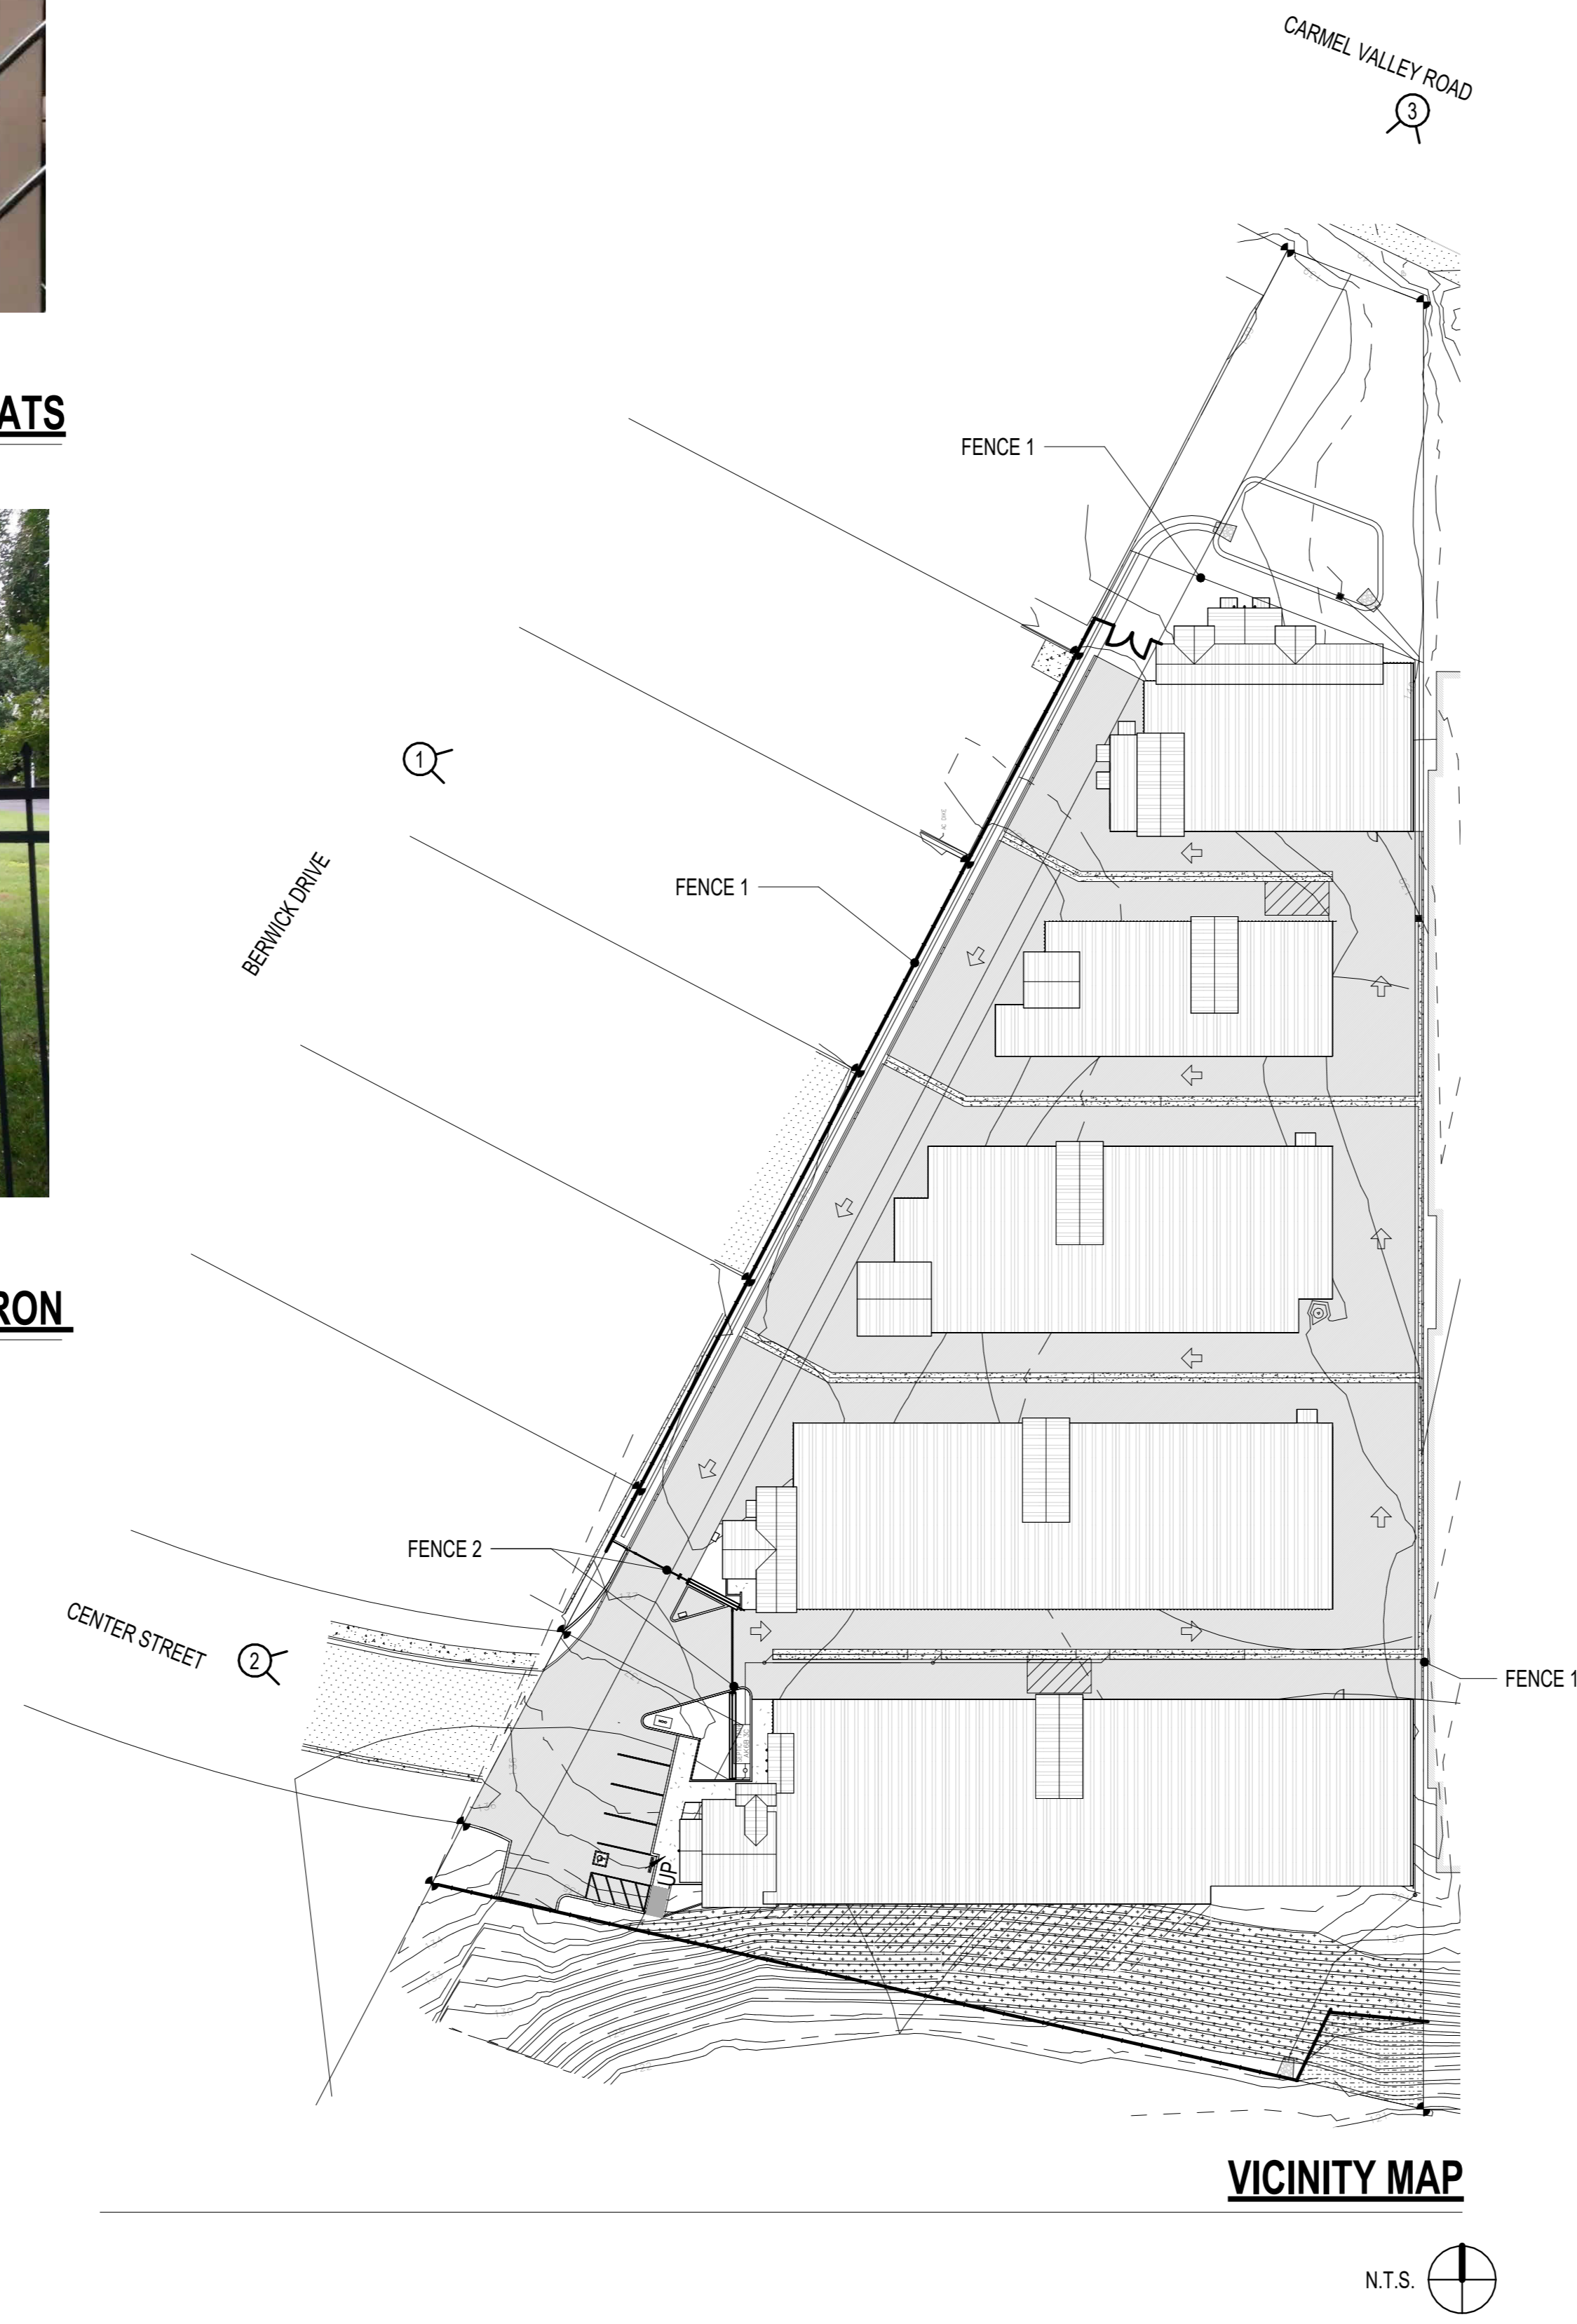 CARMEL VALLEY ROAD
3
ATS
FENCE 1
1
FENCE 1
BERWICK DRIVE
RON
FENCE 2
CENTER STREET
2
FENCE 1
UP
VICINITY MAP
N.T.S.